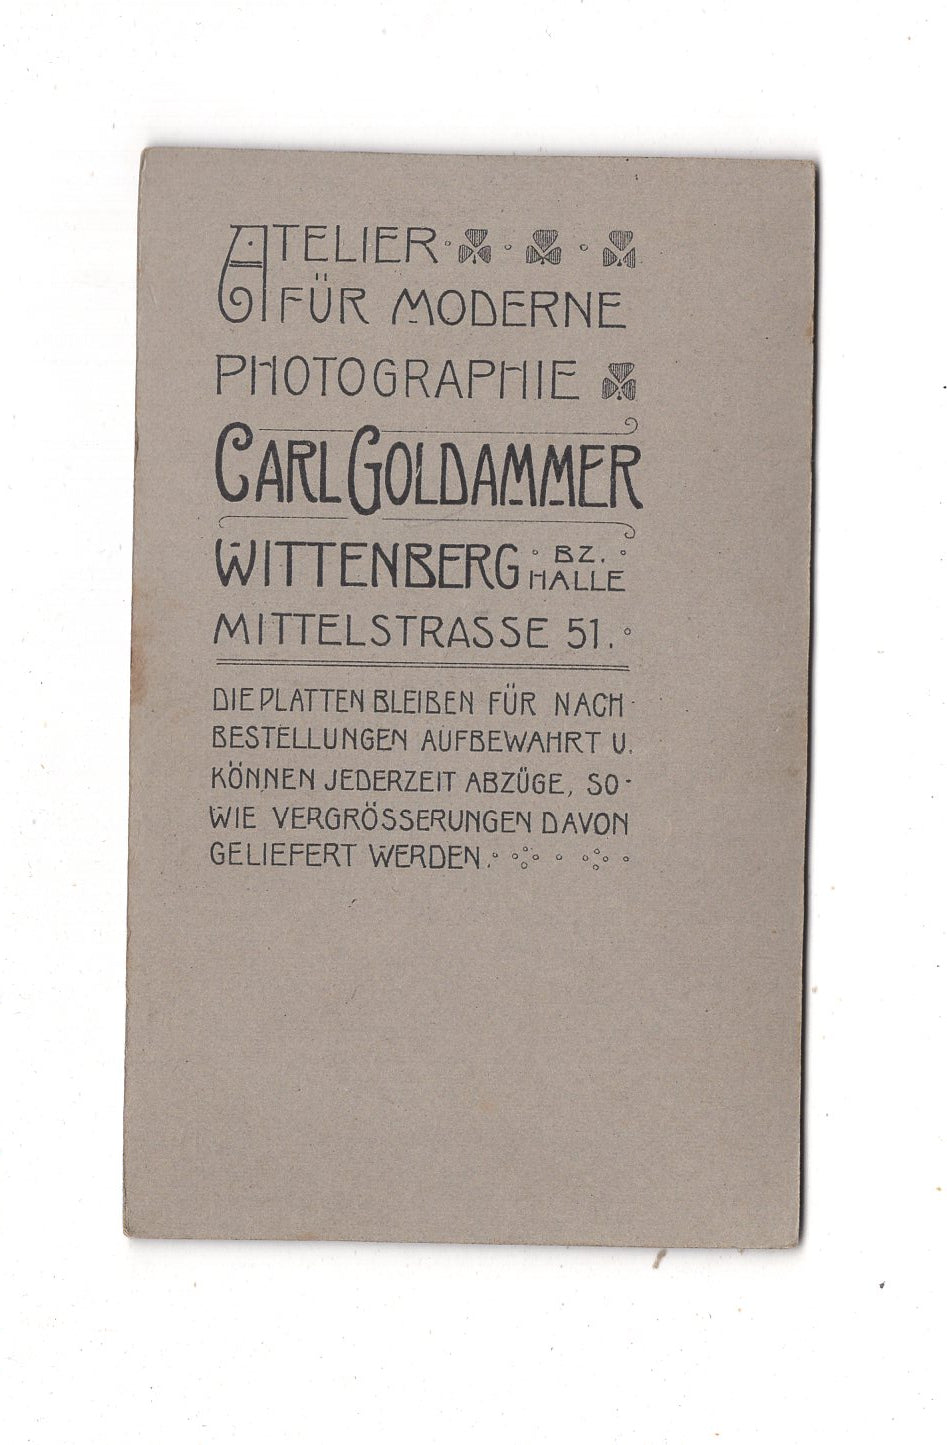 ATELIER
FÜR MODERNE
PHOTOGRAPHIE
CARL GOLDAMMER
WITTENBERG BZ.
HALLE
MITTELSTRASSE 51.
DIE PLATTEN BLEIBEN FÜR NACH-
BESTELLUNGEN AUFBEWAHRT U.
KÖNNEN JEDERZEIT ABZÜGE, SO-
WIE VERGRÖSSERUNGEN DAVON
GELIEFERT WERDEN.